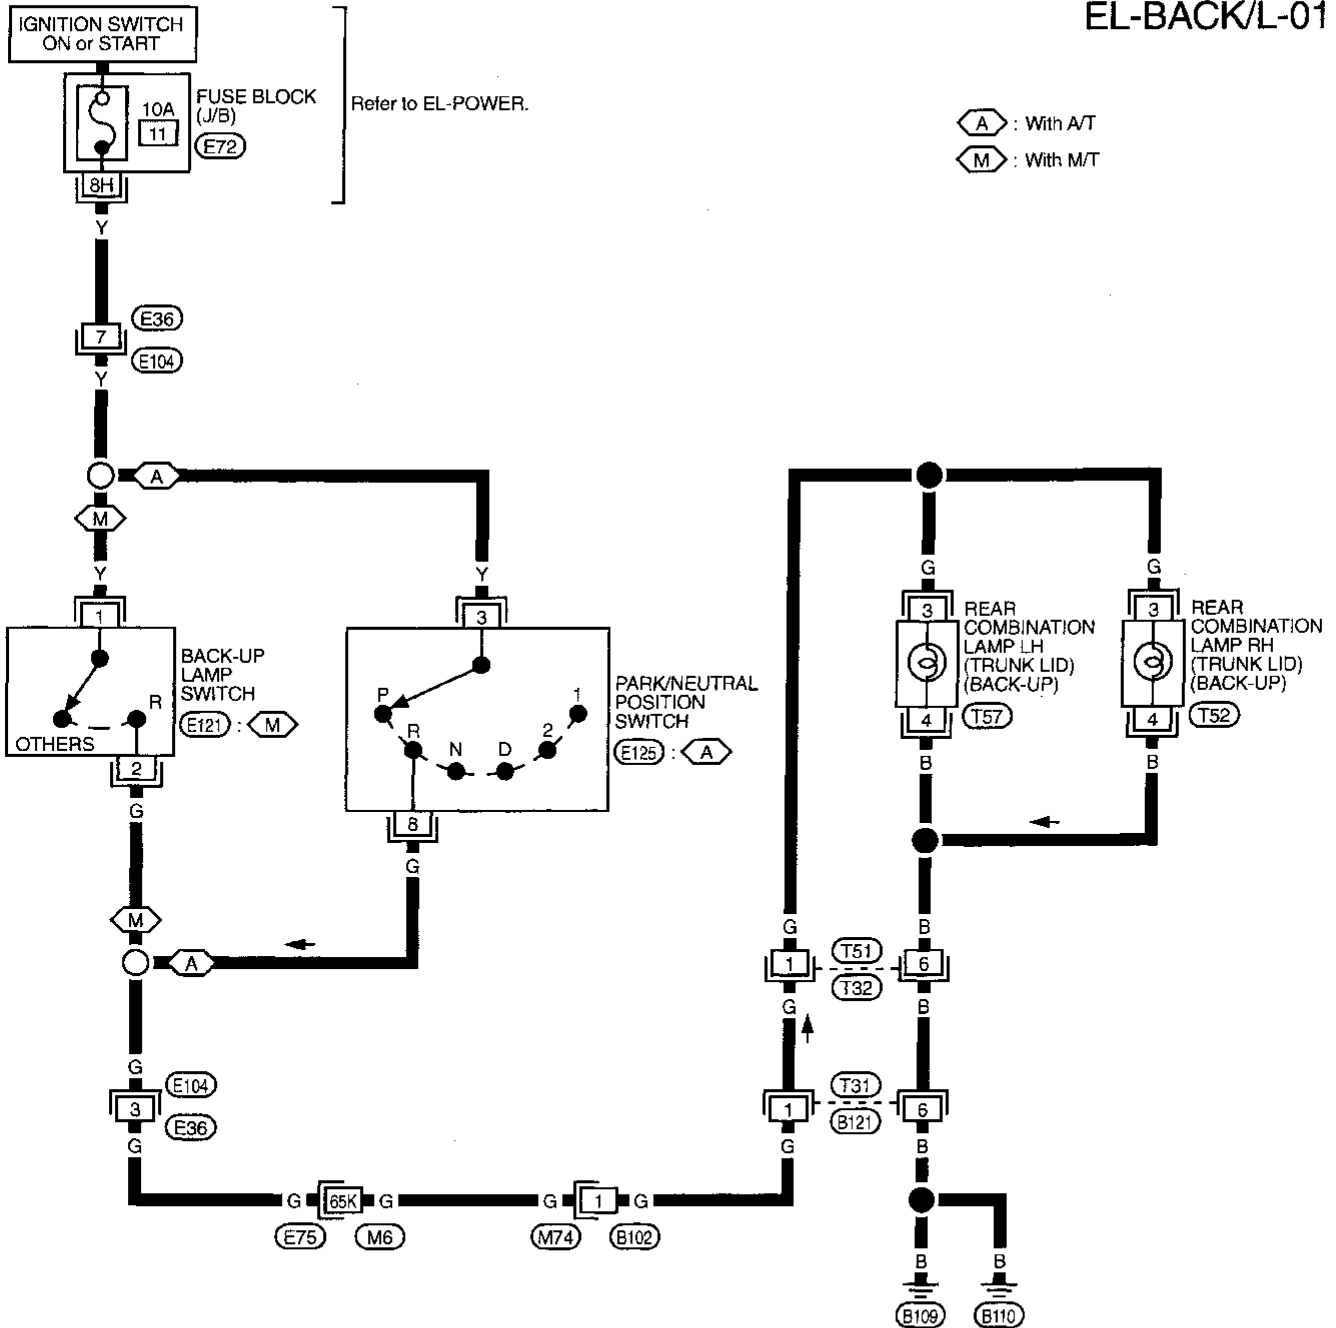 EL-BACK/L-01
IGNITION SWITCH
ON or START
FUSE BLOCK
(J/B)
10A
11
E72
8H
Refer to EL-POWER.
A : With A/T
M : With M/T
Y
7
E36
E104
Y
A
M
Y
Y
1
3
BACK-UP
LAMP
SWITCH
E121 : M
R
OTHERS
2
G
P
R
N
D
2
1
PARK/NEUTRAL
POSITION
SWITCH
E125 : A
8
G
M
A
G
E104
3
E36
G
G
65K
G
E75
M6
G
1
G
M74
B102
G
G
3
REAR
COMBINATION
LAMP LH
(TRUNK LID)
(BACK-UP)
4
T57
B
3
REAR
COMBINATION
LAMP RH
(TRUNK LID)
(BACK-UP)
4
T52
B
G
B
1
T51
6
T32
G
B
1
T31
6
B121
G
B
B
B
B109
B110